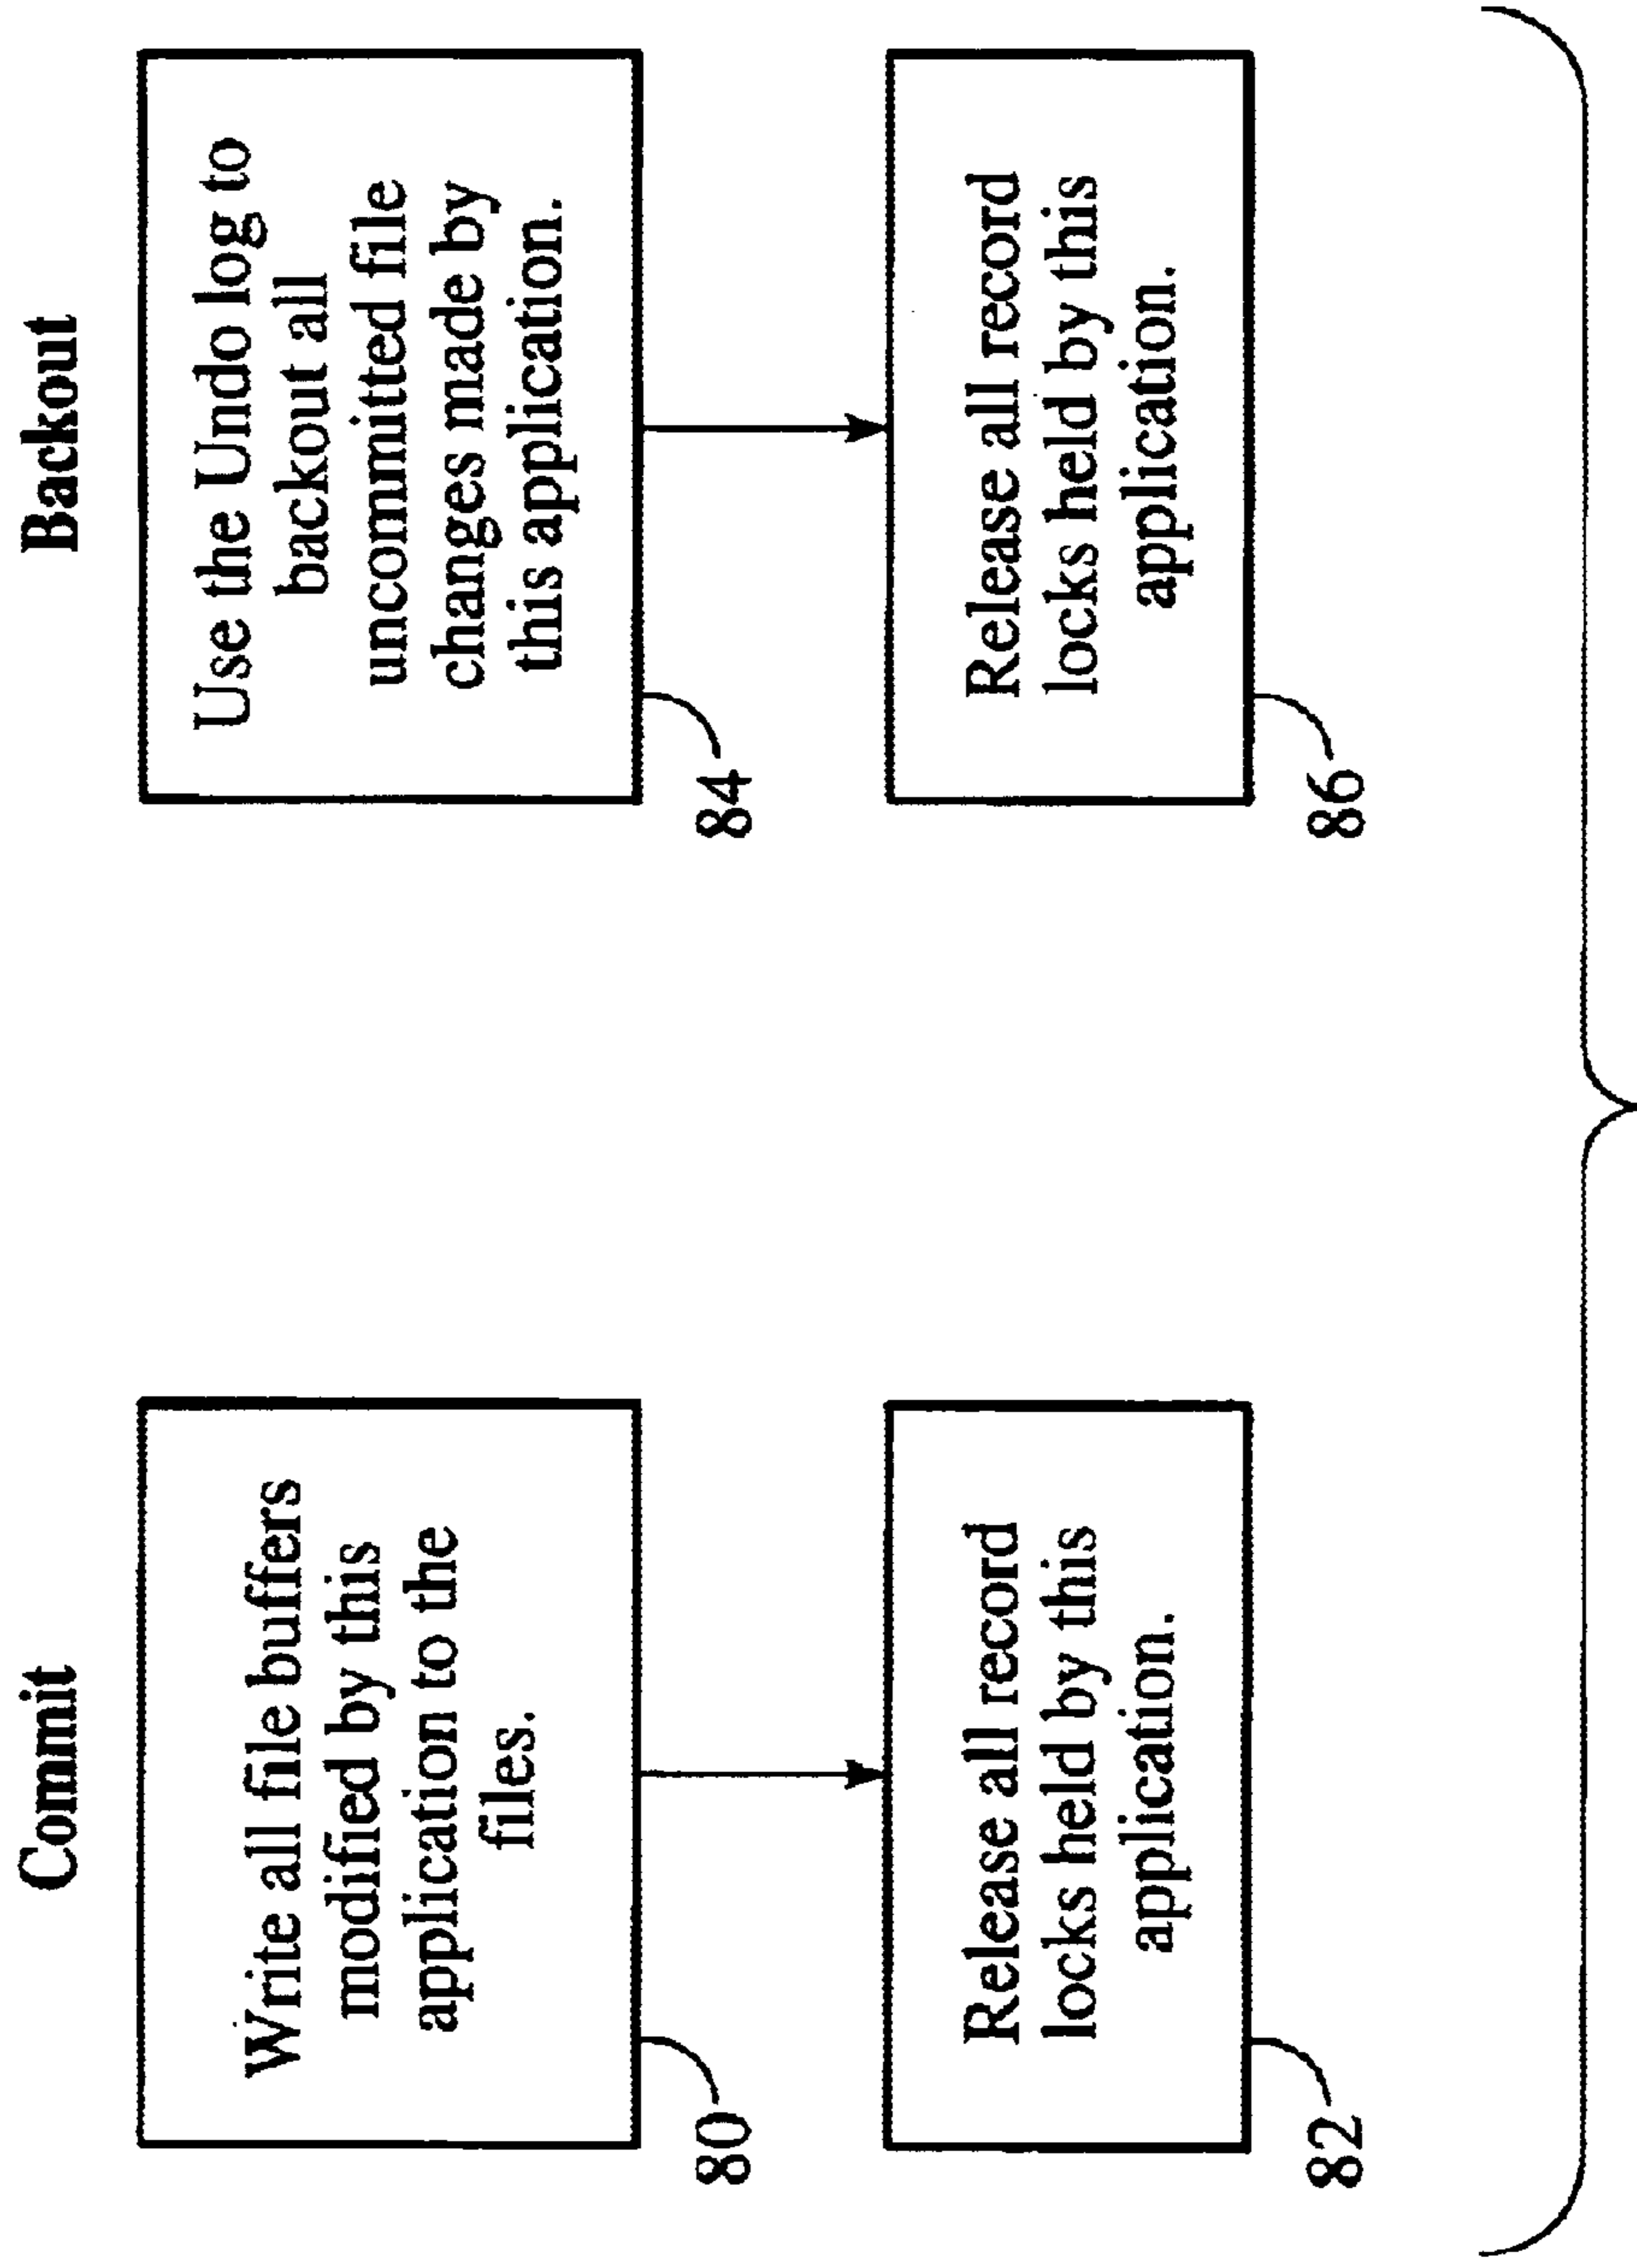 Commit
Write all file buffers
modified by this
application to the
files.
80
Release all record
locks held by this
application.
82
Backout
Use the Undo log to
backout all
uncommitted file
changes made by
this application.
84
Release all record
locks held by this
application.
86